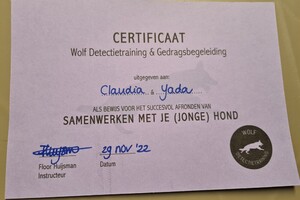 CERTIFICAAT
Wolf Detectietraining & Gedragsbegeleiding
uitgegeven aan:
Claudia & Yada
ALS BEWIJS VOOR HET SUCCESVOL AFRONDEN VAN
SAMENWERKEN MET JE (JONGE) HOND
29 nov '22
Floor Huijsman
Datum
Instructeur
WOLF
DETECTIETRAINING